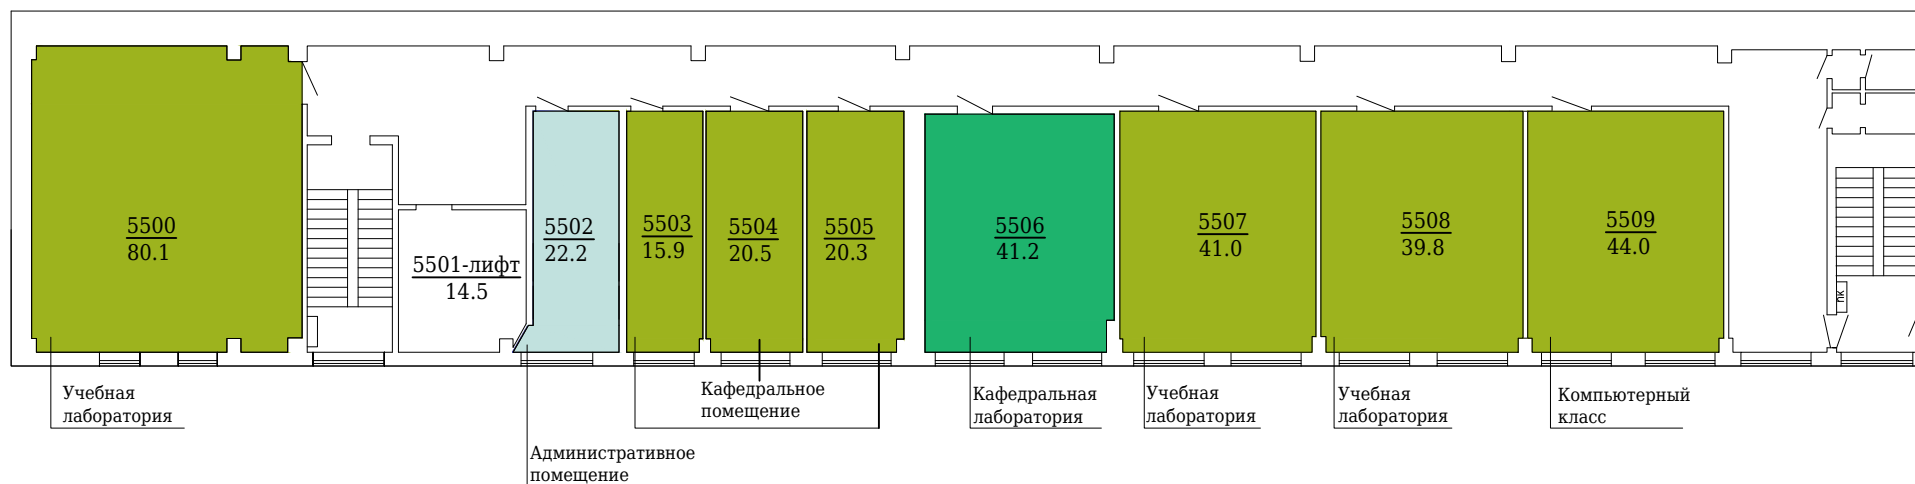 5500
80.1
5501-лифт
14.5
5502
22.2
5503
15.9
5504
20.5
5505
20.3
5506
41.2
5507
41.0
5508
39.8
5509
44.0
ПК
Учебная
лаборатория
Административное
помещение
Кафедральное
помещение
Кафедральная
лаборатория
Учебная
лаборатория
Учебная
лаборатория
Компьютерный
класс